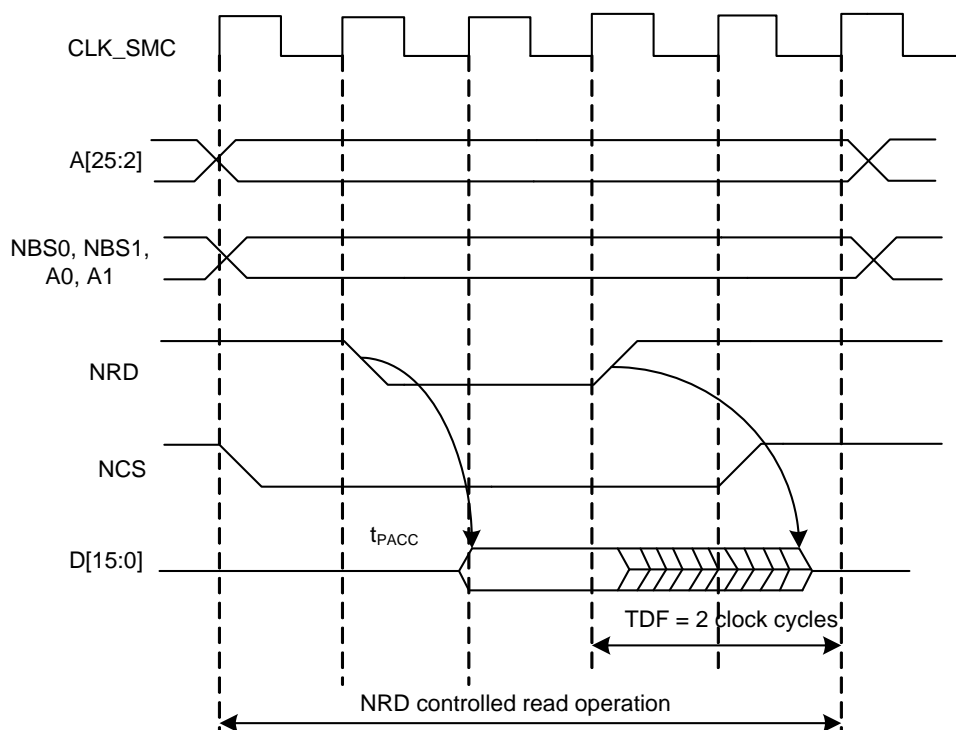 CLK_SMC
A[25:2]
NBS0, NBS1,
A0, A1
NRD
NCS
tPACC
D[15:0]
TDF = 2 clock cycles
NRD controlled read operation